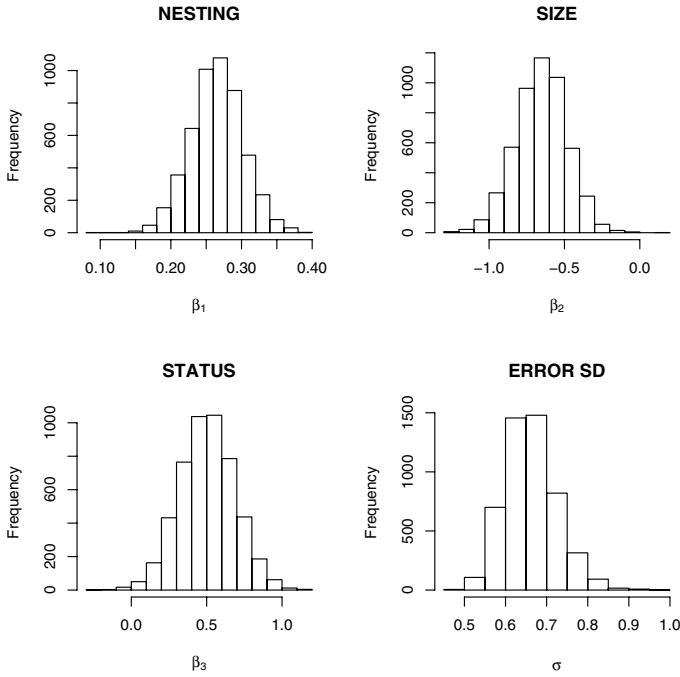 NESTING
Frequency
0 200 600 1000
0.10 0.20 0.30 0.40
β1
SIZE
Frequency
0 200 600 1000
−1.0 −0.5 0.0
β2
STATUS
Frequency
0 200 600 1000
0.0 0.5 1.0
β3
ERROR SD
Frequency
0 500 1500
0.5 0.6 0.7 0.8 0.9 1.0
σ